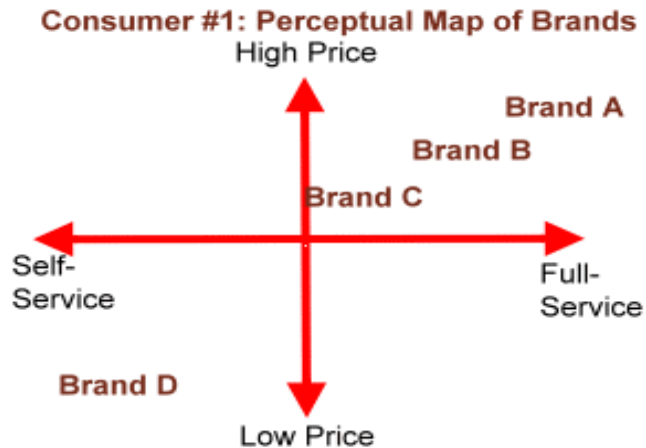 Consumer #1: Perceptual Map of Brands
High Price
Brand A
Brand B
Brand C
Self-
Service
Full-
Service
Brand D
Low Price